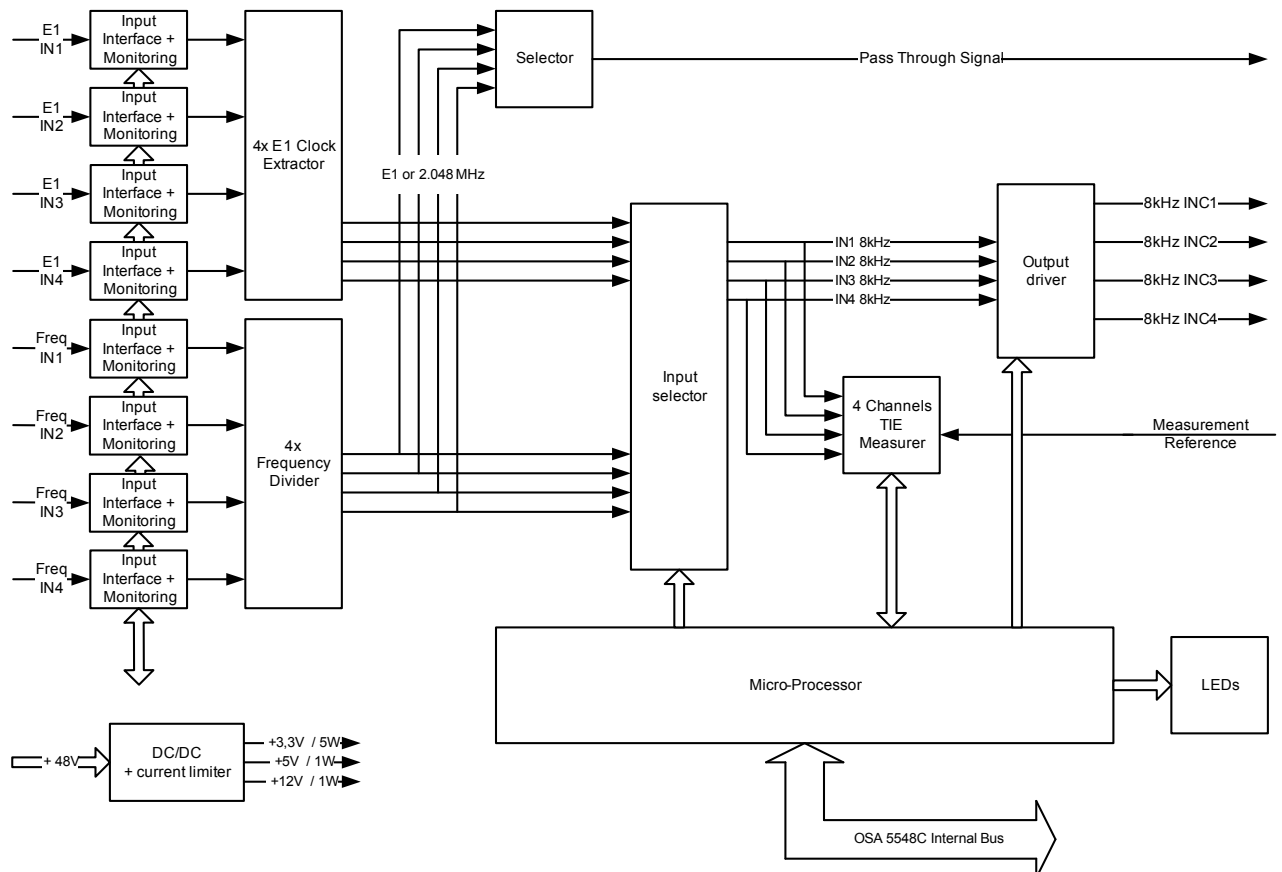 E1
IN1
Input
Interface +
Monitoring
E1
IN2
Input
Interface +
Monitoring
E1
IN3
Input
Interface +
Monitoring
E1
IN4
Input
Interface +
Monitoring
Freq
IN1
Input
Interface +
Monitoring
Freq
IN2
Input
Interface +
Monitoring
Freq
IN3
Input
Interface +
Monitoring
Freq
IN4
Input
Interface +
Monitoring
4x E1 Clock
Extractor
4x
Frequency
Divider
E1 or 2.048 MHz
Selector
Pass Through Signal
Input
selector
IN1 8kHz
IN2 8kHz
IN3 8kHz
IN4 8kHz
Output
driver
8kHz INC1
8kHz INC2
8kHz INC3
8kHz INC4
4 Channels
TIE
Measurer
Measurement
Reference
Micro-Processor
LEDs
+ 48V
DC/DC
+ current limiter
+3,3V / 5W
+5V / 1W
+12V / 1W
OSA 5548C Internal Bus